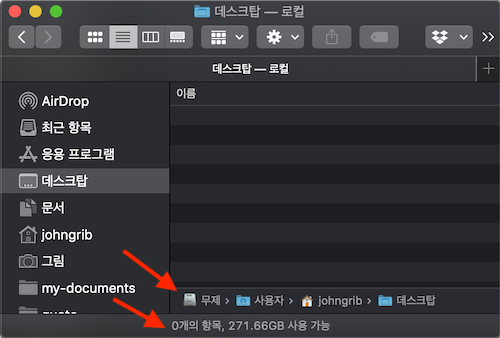 데스크탑 — 로컬
데스크탑 — 로컬
이름
AirDrop
최근 항목
응용 프로그램
데스크탑
문서
johngrib
그림
my-documents
무제 › 사용자 › johngrib › 데스크탑
0개의 항목, 271.66GB 사용 가능